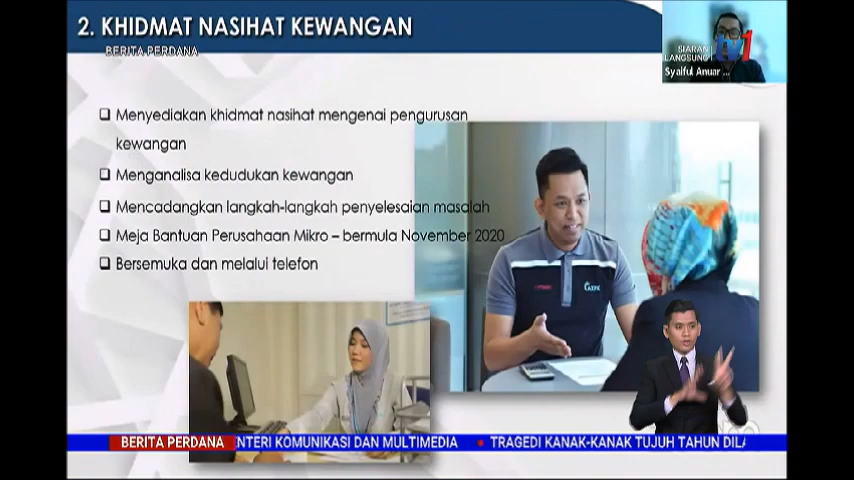 2. KHIDMAT NASIHAT KEWANGAN
BERITA PERDANA
SIARAN
LANGSUNG
tv1
Syaiful Anuar ...
❑ Menyediakan khidmat nasihat mengenai pengurusan
kewangan
❑ Menganalisa kedudukan kewangan
❑ Mencadangkan langkah-langkah penyelesaian masalah
❑ Meja Bantuan Perusahaan Mikro – bermula November 2020
❑ Bersemuka dan melalui telefon
BERITA PERDANA ENTERI KOMUNIKASI DAN MULTIMEDIA • TRAGEDI KANAK-KANAK TUJUH TAHUN DILA